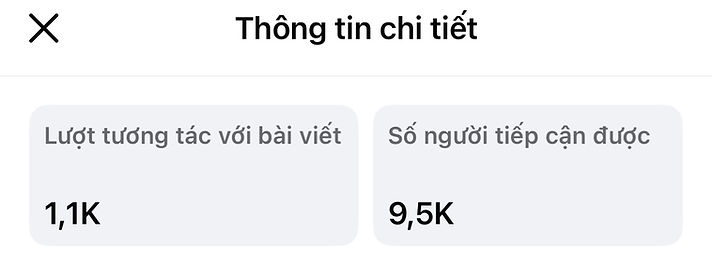 Thông tin chi tiết
Lượt tương tác với bài viết
1,1K
Số người tiếp cận được
9,5K